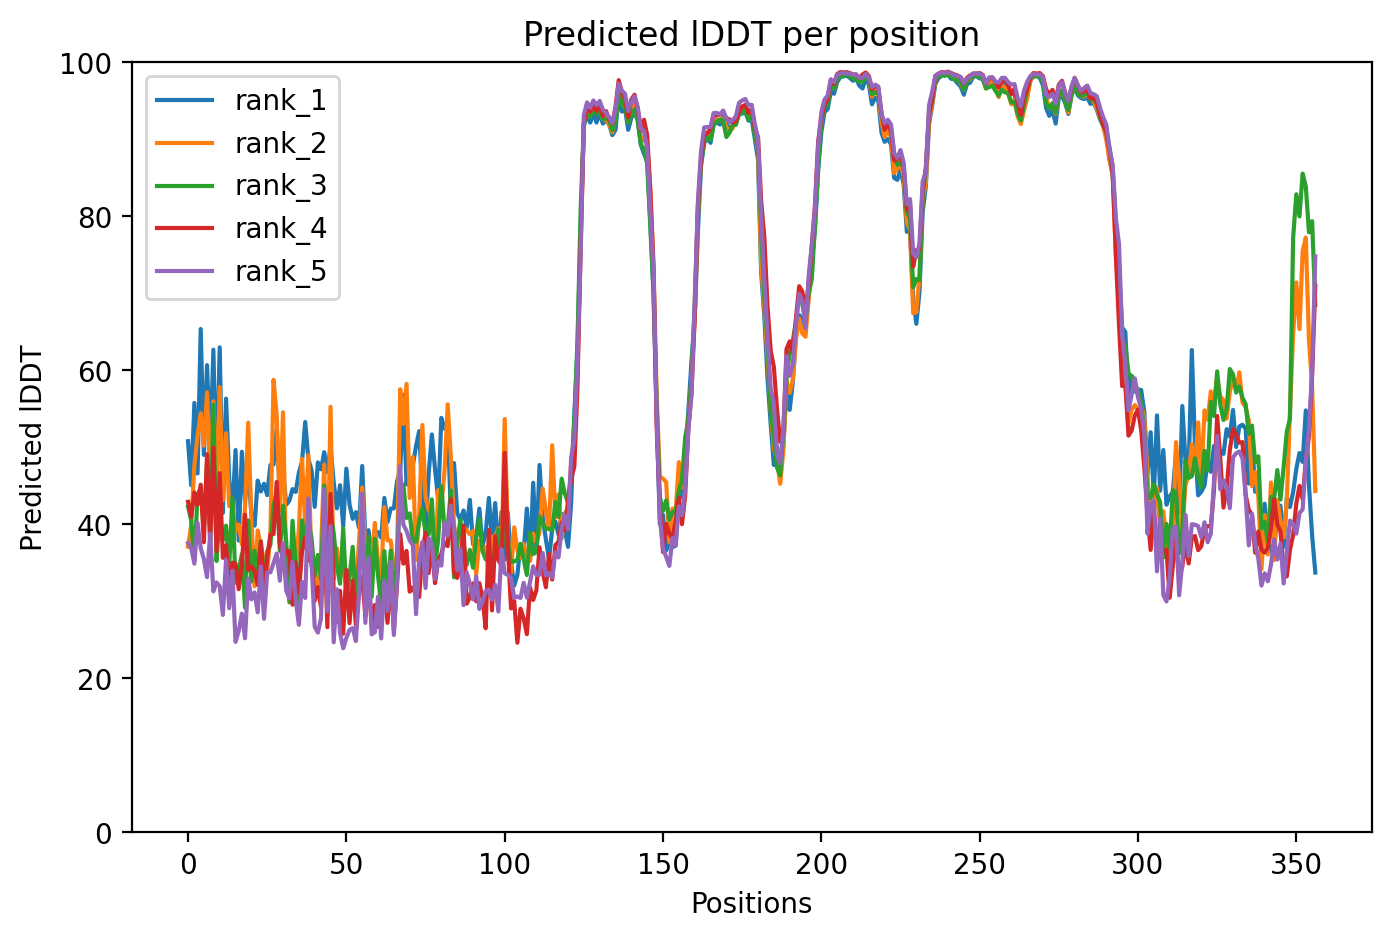 Predicted lDDT per position
100
80
60
40
20
0
Predicted lDDT
rank_1
rank_2
rank_3
rank_4
rank_5
0 50 100 150 200 250 300 350
Positions